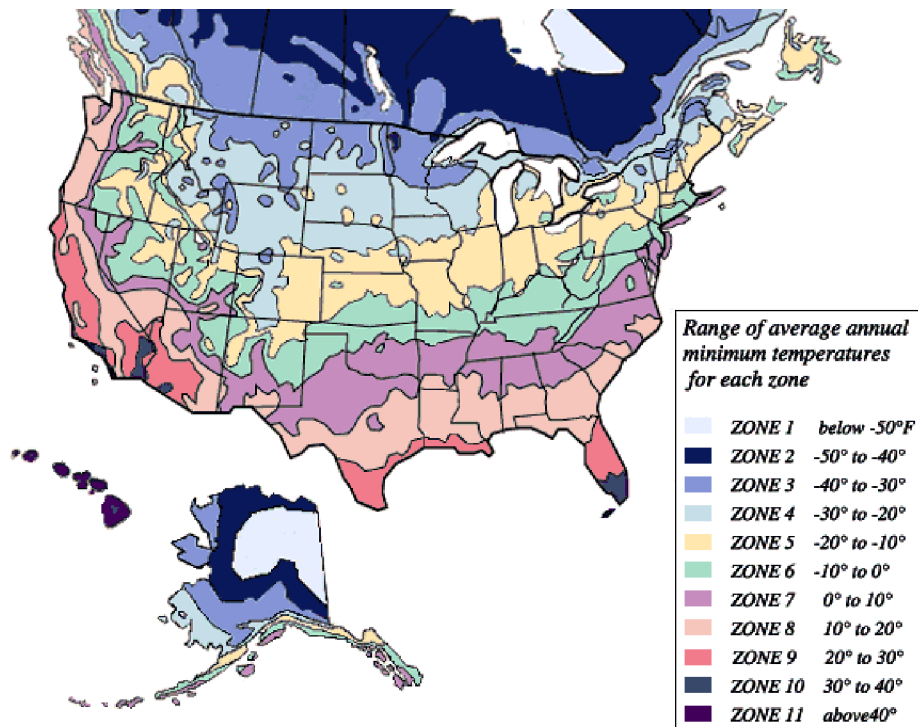 Range of average annual
minimum temperatures
for each zone
ZONE 1 below -50°F
ZONE 2 -50° to -40°
ZONE 3 -40° to -30°
ZONE 4 -30° to -20°
ZONE 5 -20° to -10°
ZONE 6 -10° to 0°
ZONE 7 0° to 10°
ZONE 8 10° to 20°
ZONE 9 20° to 30°
ZONE 10 30° to 40°
ZONE 11 above40°